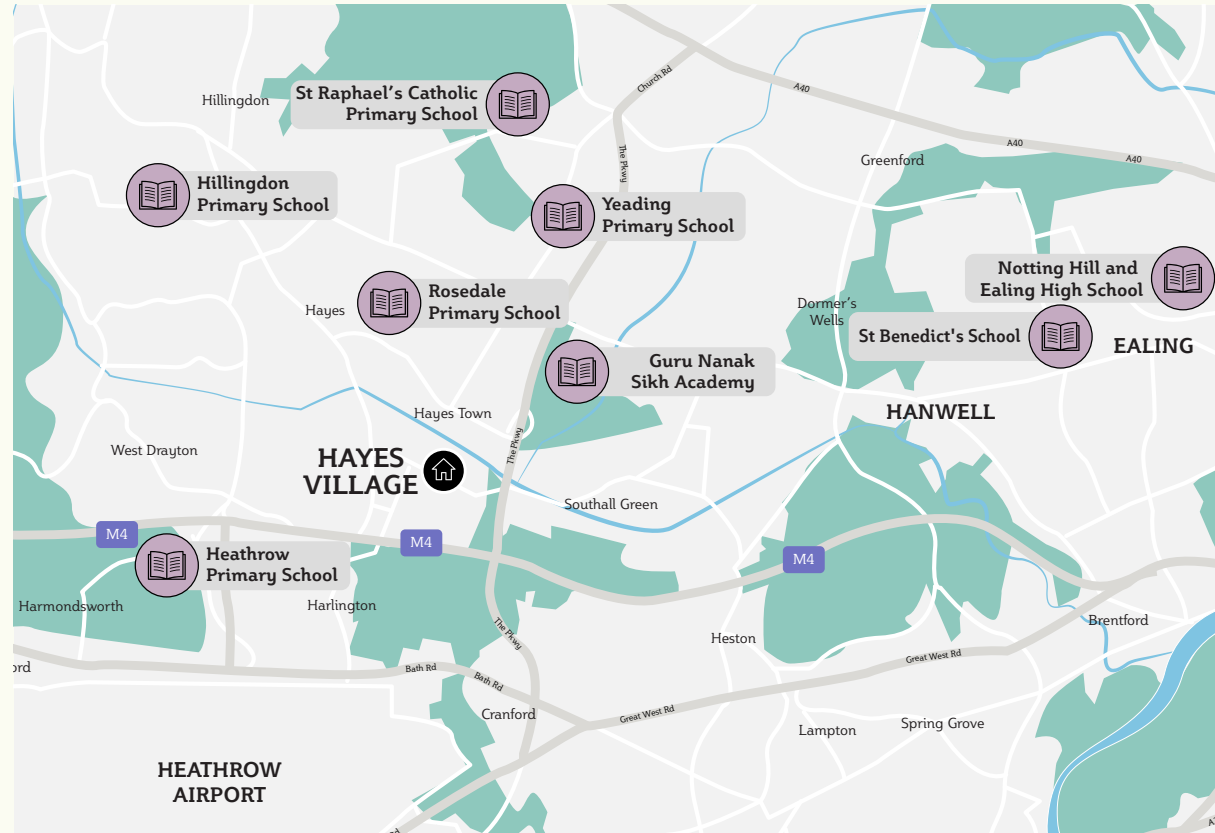 Church Rd
A40
Hillingdon
St Raphael's Catholic
Primary School
The Pkwy
A40
A40
Greenford
Hillingdon
Primary School
Yeading
Primary School
Notting Hill and
Ealing High School
Rosedale
Primary School
Hayes
Dormer's
Wells
St Benedict's School
EALING
Guru Nanak
Sikh Academy
Hayes Town
HANWELL
The Pkwy
West Drayton
HAYES
VILLAGE
Southall Green
M4
M4
M4
Heathrow
Primary School
Harmondsworth
Harlington
Brentford
The Pkwy
Heston
Great West Rd
ord
Bath Rd
Bath Rd
Cranford
Great West Rd
Lampton
Spring Grove
HEATHROW
AIRPORT